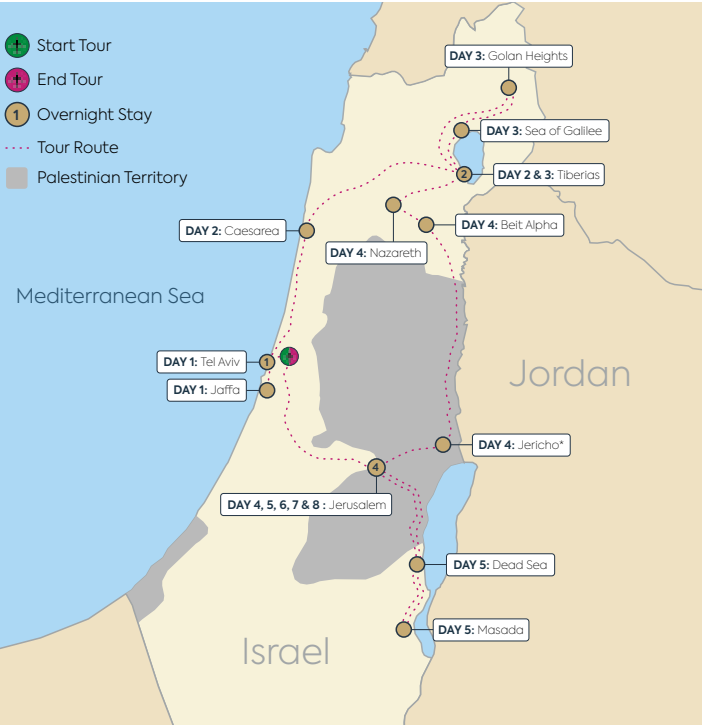 Start Tour
End Tour
1 Overnight Stay
Tour Route
Palestinian Territory
DAY 3: Golan Heights
DAY 3: Sea of Galilee
2
DAY 2 & 3: Tiberias
DAY 4: Beit Alpha
DAY 2: Caesarea
DAY 4: Nazareth
Mediterranean Sea
DAY 1: Tel Aviv
1
Jordan
DAY 1: Jaffa
DAY 4: Jericho*
4
DAY 4, 5, 6, 7 & 8 : Jerusalem
DAY 5: Dead Sea
DAY 5: Masada
Israel